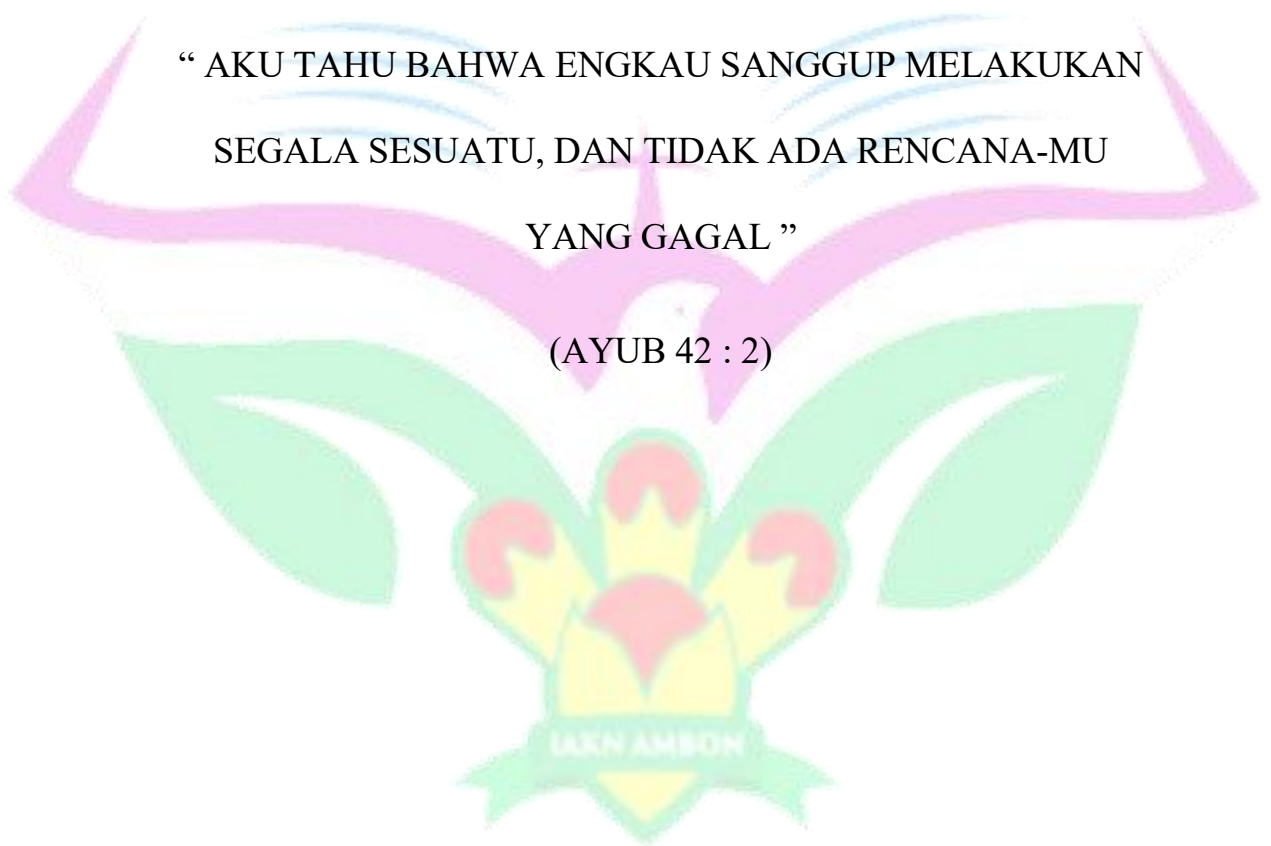 “ AKU TAHU BAHWA ENGKAU SANGGUP MELAKUKAN
SEGALA SESUATU, DAN TIDAK ADA RENCANA-MU
YANG GAGAL ”
(AYUB 42 : 2)
IAKN AMBON